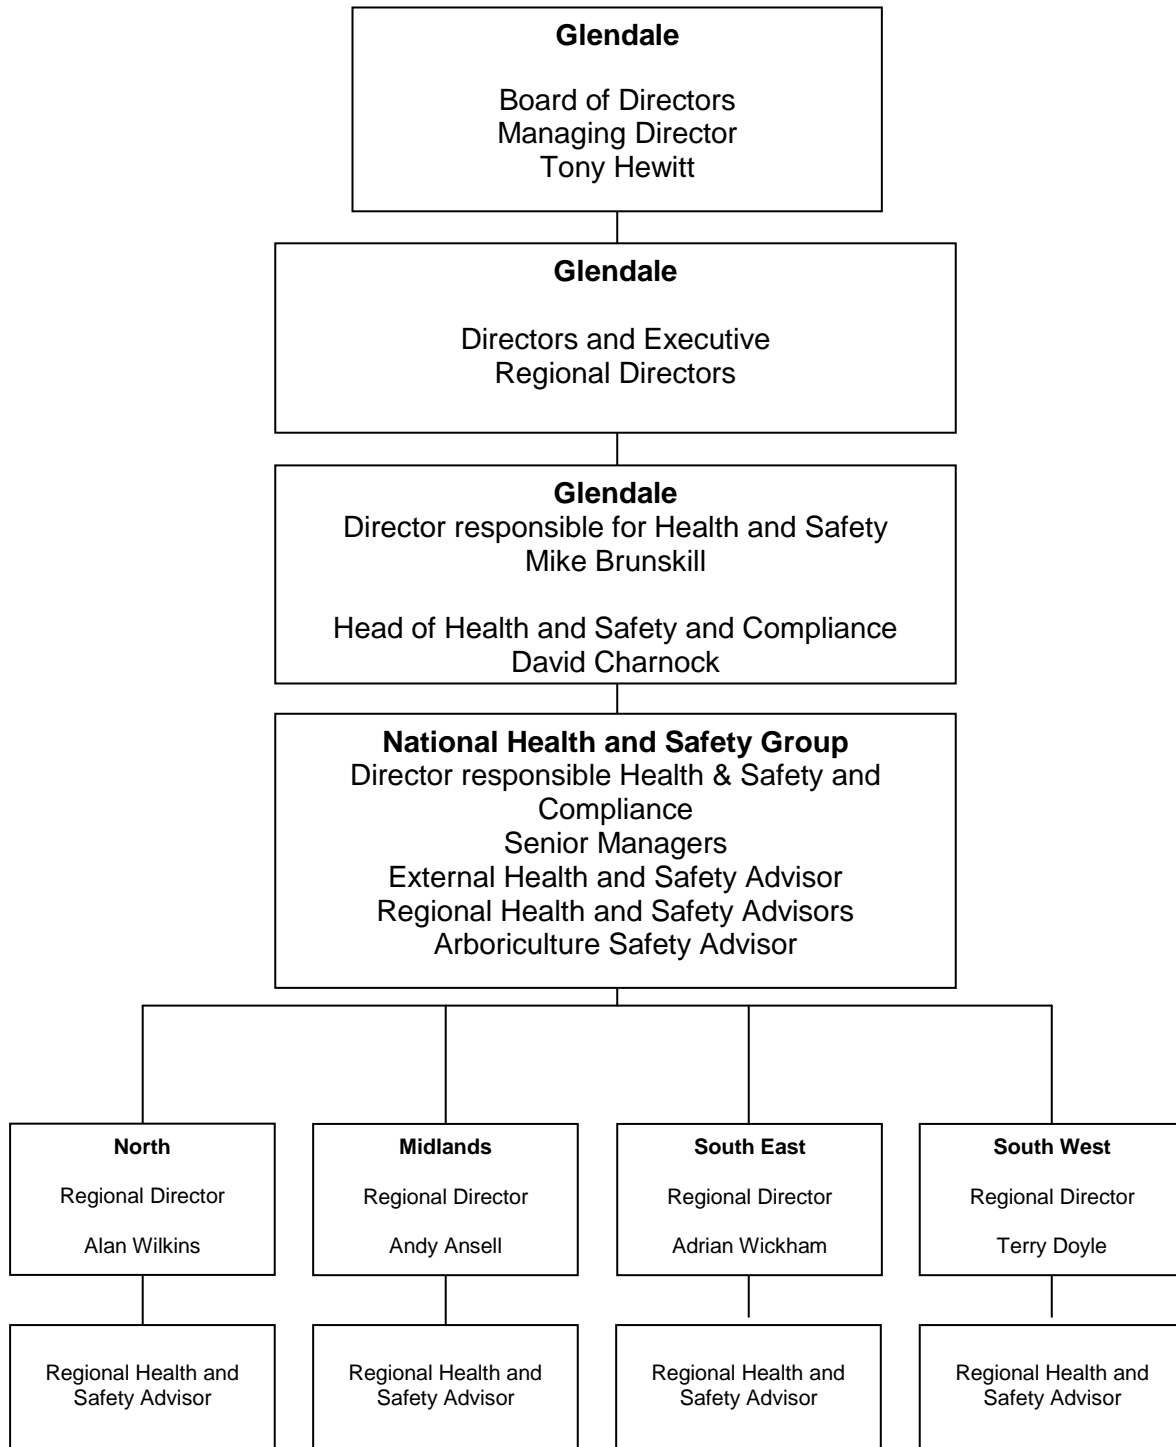 Glendale
Board of Directors
Managing Director
Tony Hewitt
Glendale
Directors and Executive
Regional Directors
Glendale
Director responsible for Health and Safety
Mike Brunskill
Head of Health and Safety and Compliance
David Charnock
National Health and Safety Group
Director responsible Health & Safety and
Compliance
Senior Managers
External Health and Safety Advisor
Regional Health and Safety Advisors
Arboriculture Safety Advisor
North
Regional Director
Alan Wilkins
Midlands
Regional Director
Andy Ansell
South East
Regional Director
Adrian Wickham
South West
Regional Director
Terry Doyle
Regional Health and
Safety Advisor
Regional Health and
Safety Advisor
Regional Health and
Safety Advisor
Regional Health and
Safety Advisor